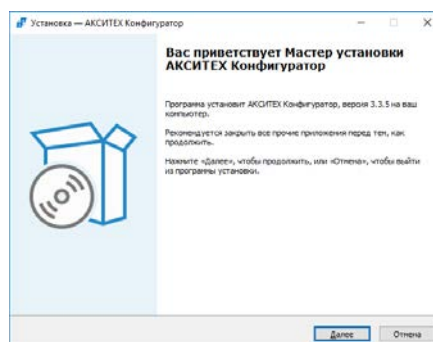 Установка — АКСИТЕХ Конфигуратор
Вас приветствует Мастер установки
АКСИТЕХ Конфигуратор
Программа установит АКСИТЕХ Конфигуратор, версия 3.3.5 на ваш
компьютер.
Рекомендуется закрыть все прочие приложения перед тем, как
продолжить.
Нажмите «Далее», чтобы продолжить, или «Отмена», чтобы выйти
из программы установки.
Далее
Отмена